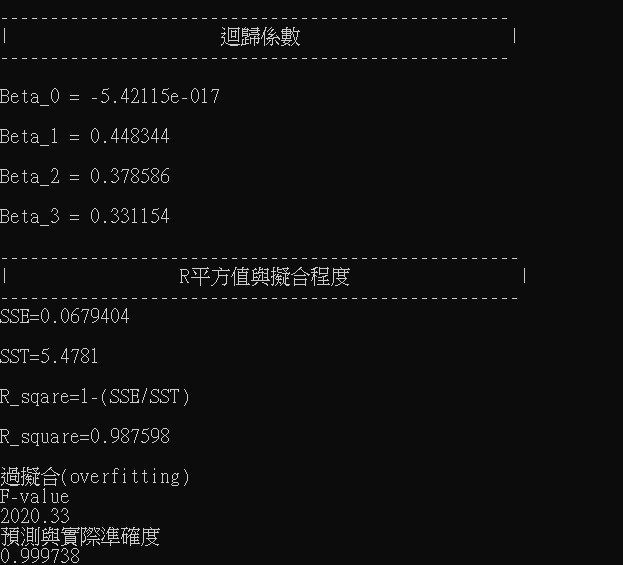 ---------------------------------------------------
|                     迴歸係數                     |
---------------------------------------------------
Beta_0 = -5.42115e-017
Beta_1 = 0.448344
Beta_2 = 0.378586
Beta_3 = 0.331154
----------------------------------------------------
|                 R平方值與擬合程度                 |
----------------------------------------------------
SSE=0.0679404
SST=5.4781
R_sqare=1-(SSE/SST)
R_square=0.987598
過擬合(overfitting)
F-value
2020.33
預測與實際準確度
0.999738